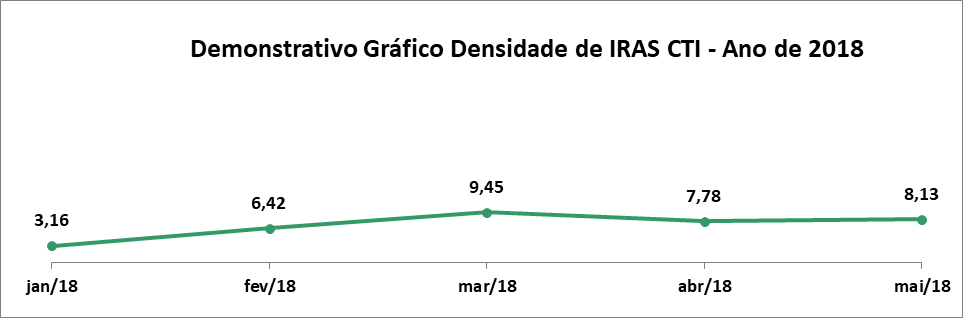 Demonstrativo Gráfico Densidade de IRAS CTI - Ano de 2018
3,16
6,42
9,45
7,78
8,13
jan/18
fev/18
mar/18
abr/18
mai/18